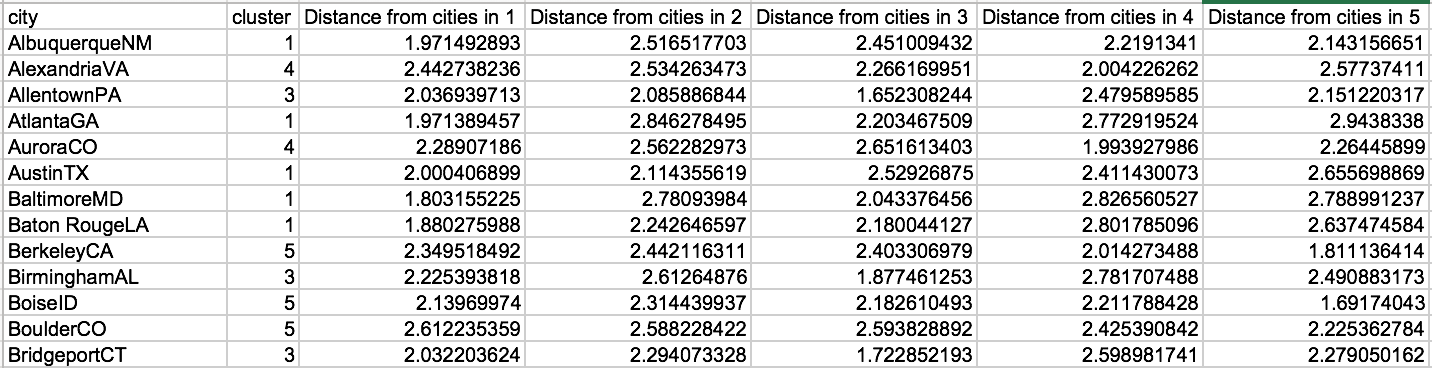 city cluster Distance from cities in 1 Distance from cities in 2 Distance from cities in 3 Distance from cities in 4 Distance from cities in 5
AlbuquerqueNM 1 1.971492893 2.516517703 2.451009432 2.2191341 2.143156651
AlexandriaVA 4 2.442738236 2.534263473 2.266169951 2.004226262 2.57737411
AllentownPA 3 2.036939713 2.085886844 1.652308244 2.479589585 2.151220317
AtlantaGA 1 1.971389457 2.846278495 2.203467509 2.772919524 2.9438338
AuroraCO 4 2.28907186 2.562282973 2.651613403 1.993927986 2.26445899
AustinTX 1 2.000406899 2.114355619 2.52926875 2.411430073 2.655698869
BaltimoreMD 1 1.803155225 2.78093984 2.043376456 2.826560527 2.788991237
Baton RougeLA 1 1.880275988 2.242646597 2.180044127 2.801785096 2.637474584
BerkeleyCA 5 2.349518492 2.442116311 2.403306979 2.014273488 1.811136414
BirminghamAL 3 2.225393818 2.61264876 1.877461253 2.781707488 2.490883173
BoiseID 5 2.13969974 2.314439937 2.182610493 2.211788428 1.69174043
BoulderCO 5 2.612235359 2.588228422 2.593828892 2.425390842 2.225362784
BridgeportCT 3 2.032203624 2.294073328 1.722852193 2.598981741 2.279050162